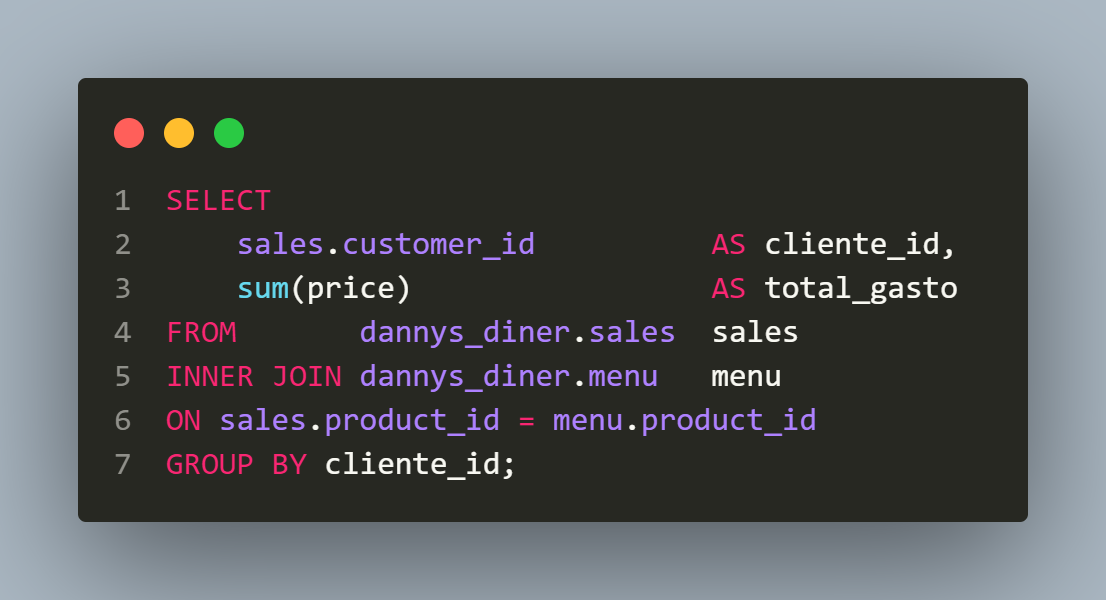 1 SELECT
2     sales.customer_id          AS cliente_id,
3     sum(price)                 AS total_gasto
4 FROM       dannys_diner.sales  sales
5 INNER JOIN dannys_diner.menu   menu
6 ON sales.product_id = menu.product_id
7 GROUP BY cliente_id;